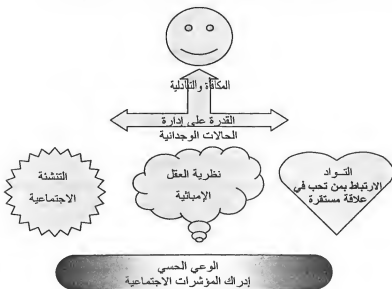 المكافأة والتبادلية
القدرة على إدارة
الحالات الوجدانية
التنشئة
الاجتماعية
نظرية العقل
الإمباثية
التـواد
الارتباط بمن تحب في
علاقة مستقرة
الوعي الحسي
إدراك المؤشرات الاجتماعية